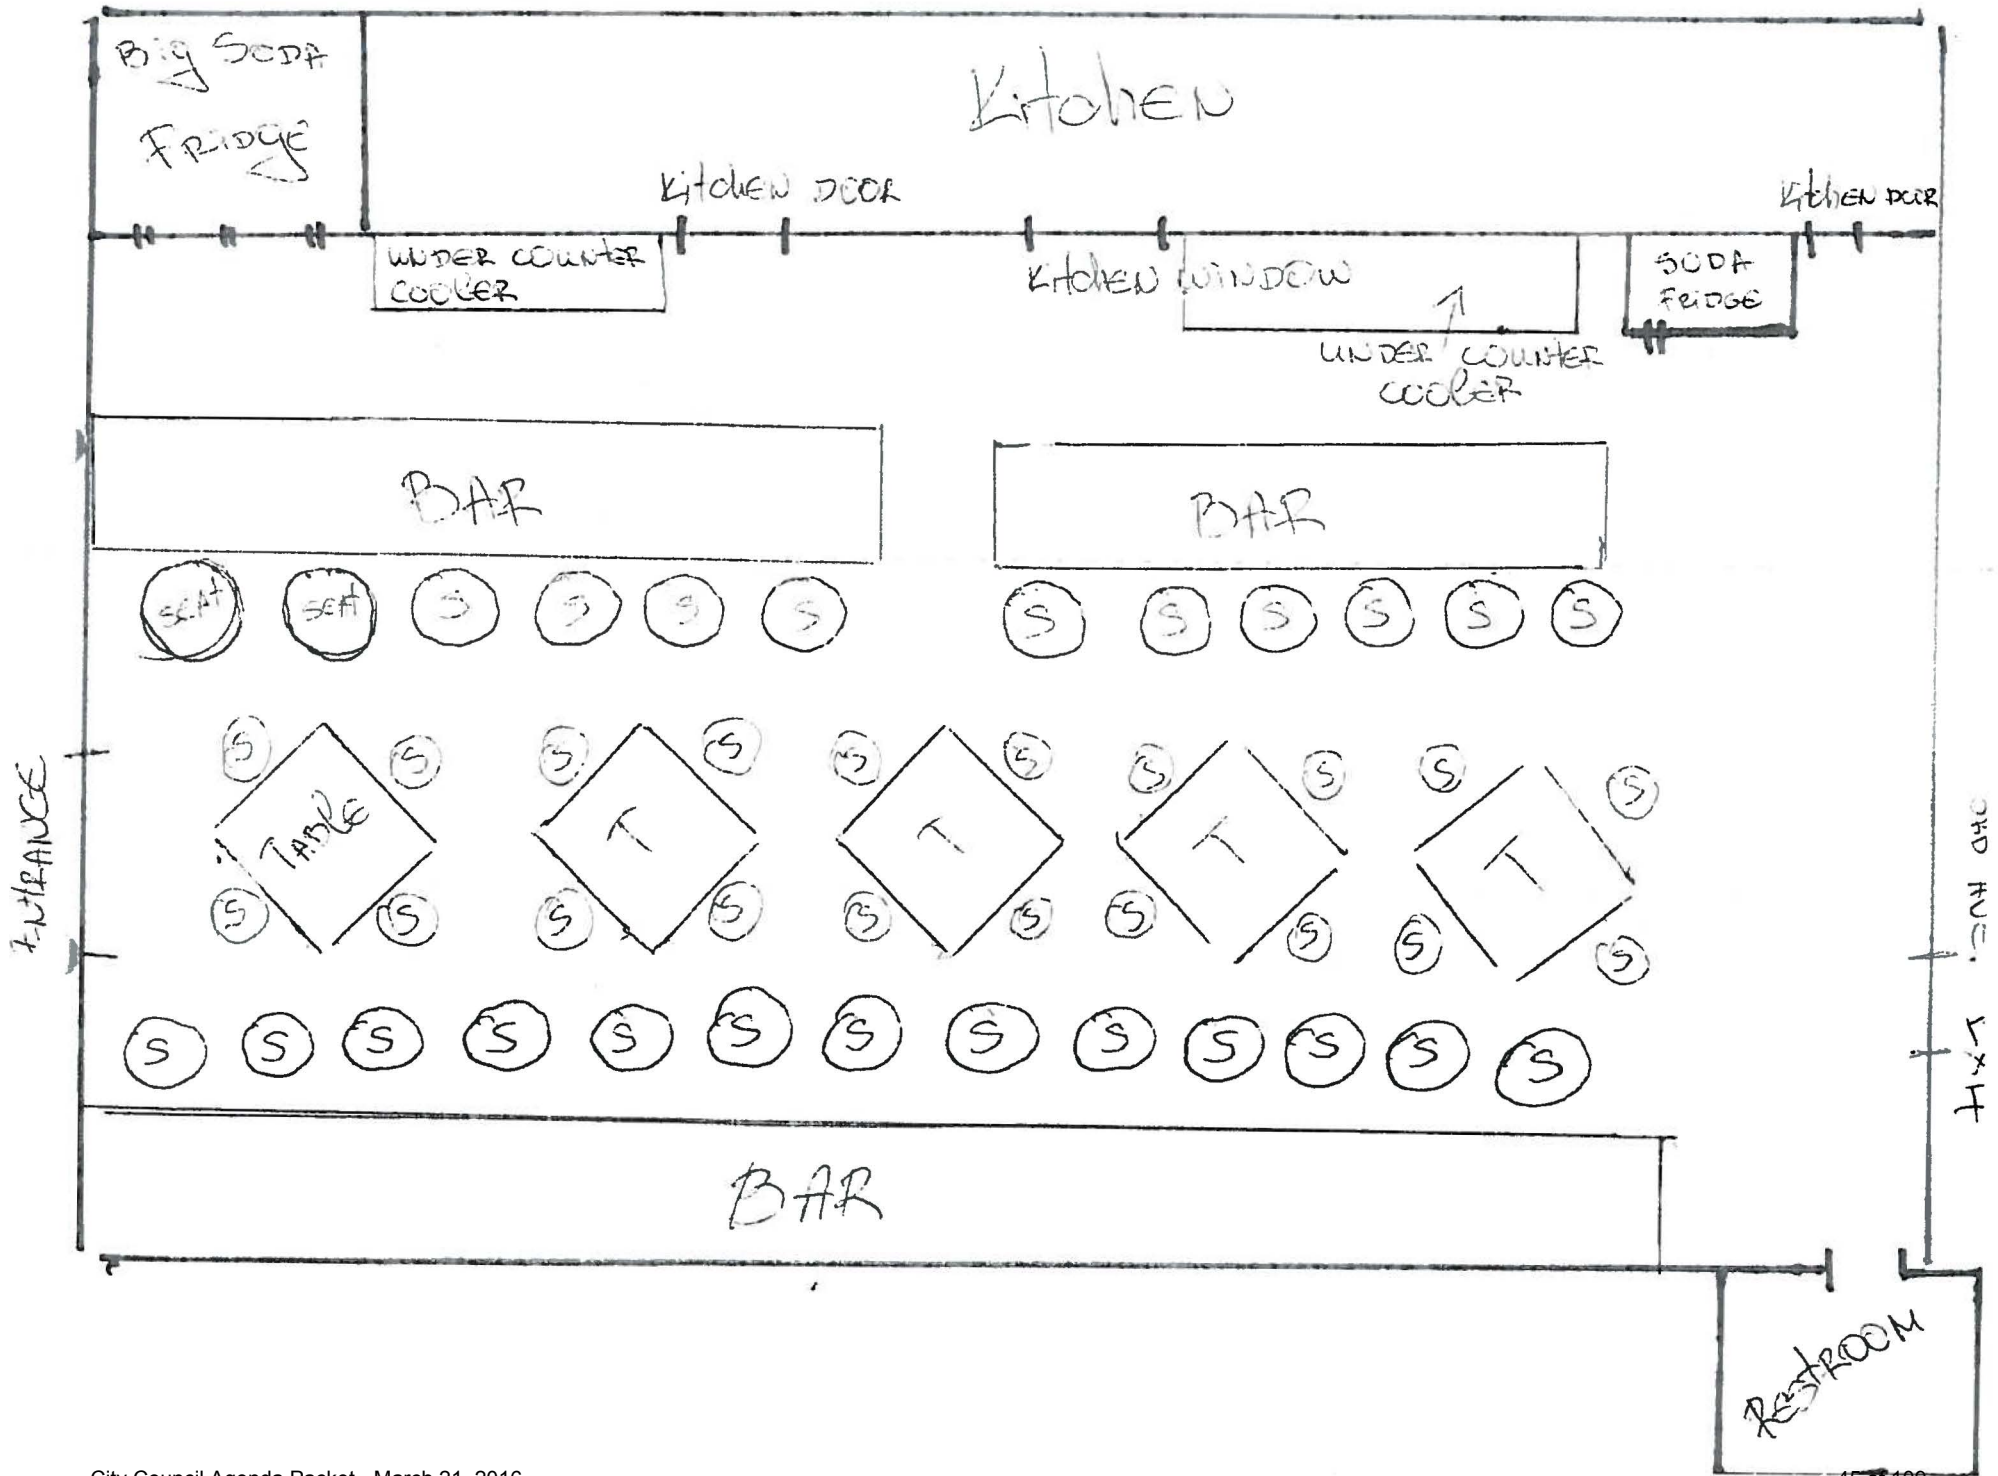 Big SODA
FRIDGE
KitchEN
KitchEN DOOR
KitchEN DOOR
UNDER COUNTER
COOLER
KitchEN WINDOW
SODA
FRIDGE
UNDER COUNTER
COOLER
BAR
BAR
SEAT SEAT S S S S S S S S S S
S S S S S S S S S S
TABLE T T T T
S S S S S S S S S S
ENTRANCE
S S S S S S S S S S S S S
BAR
RESTROOM
City Council Agenda Packet - March 21, 2016